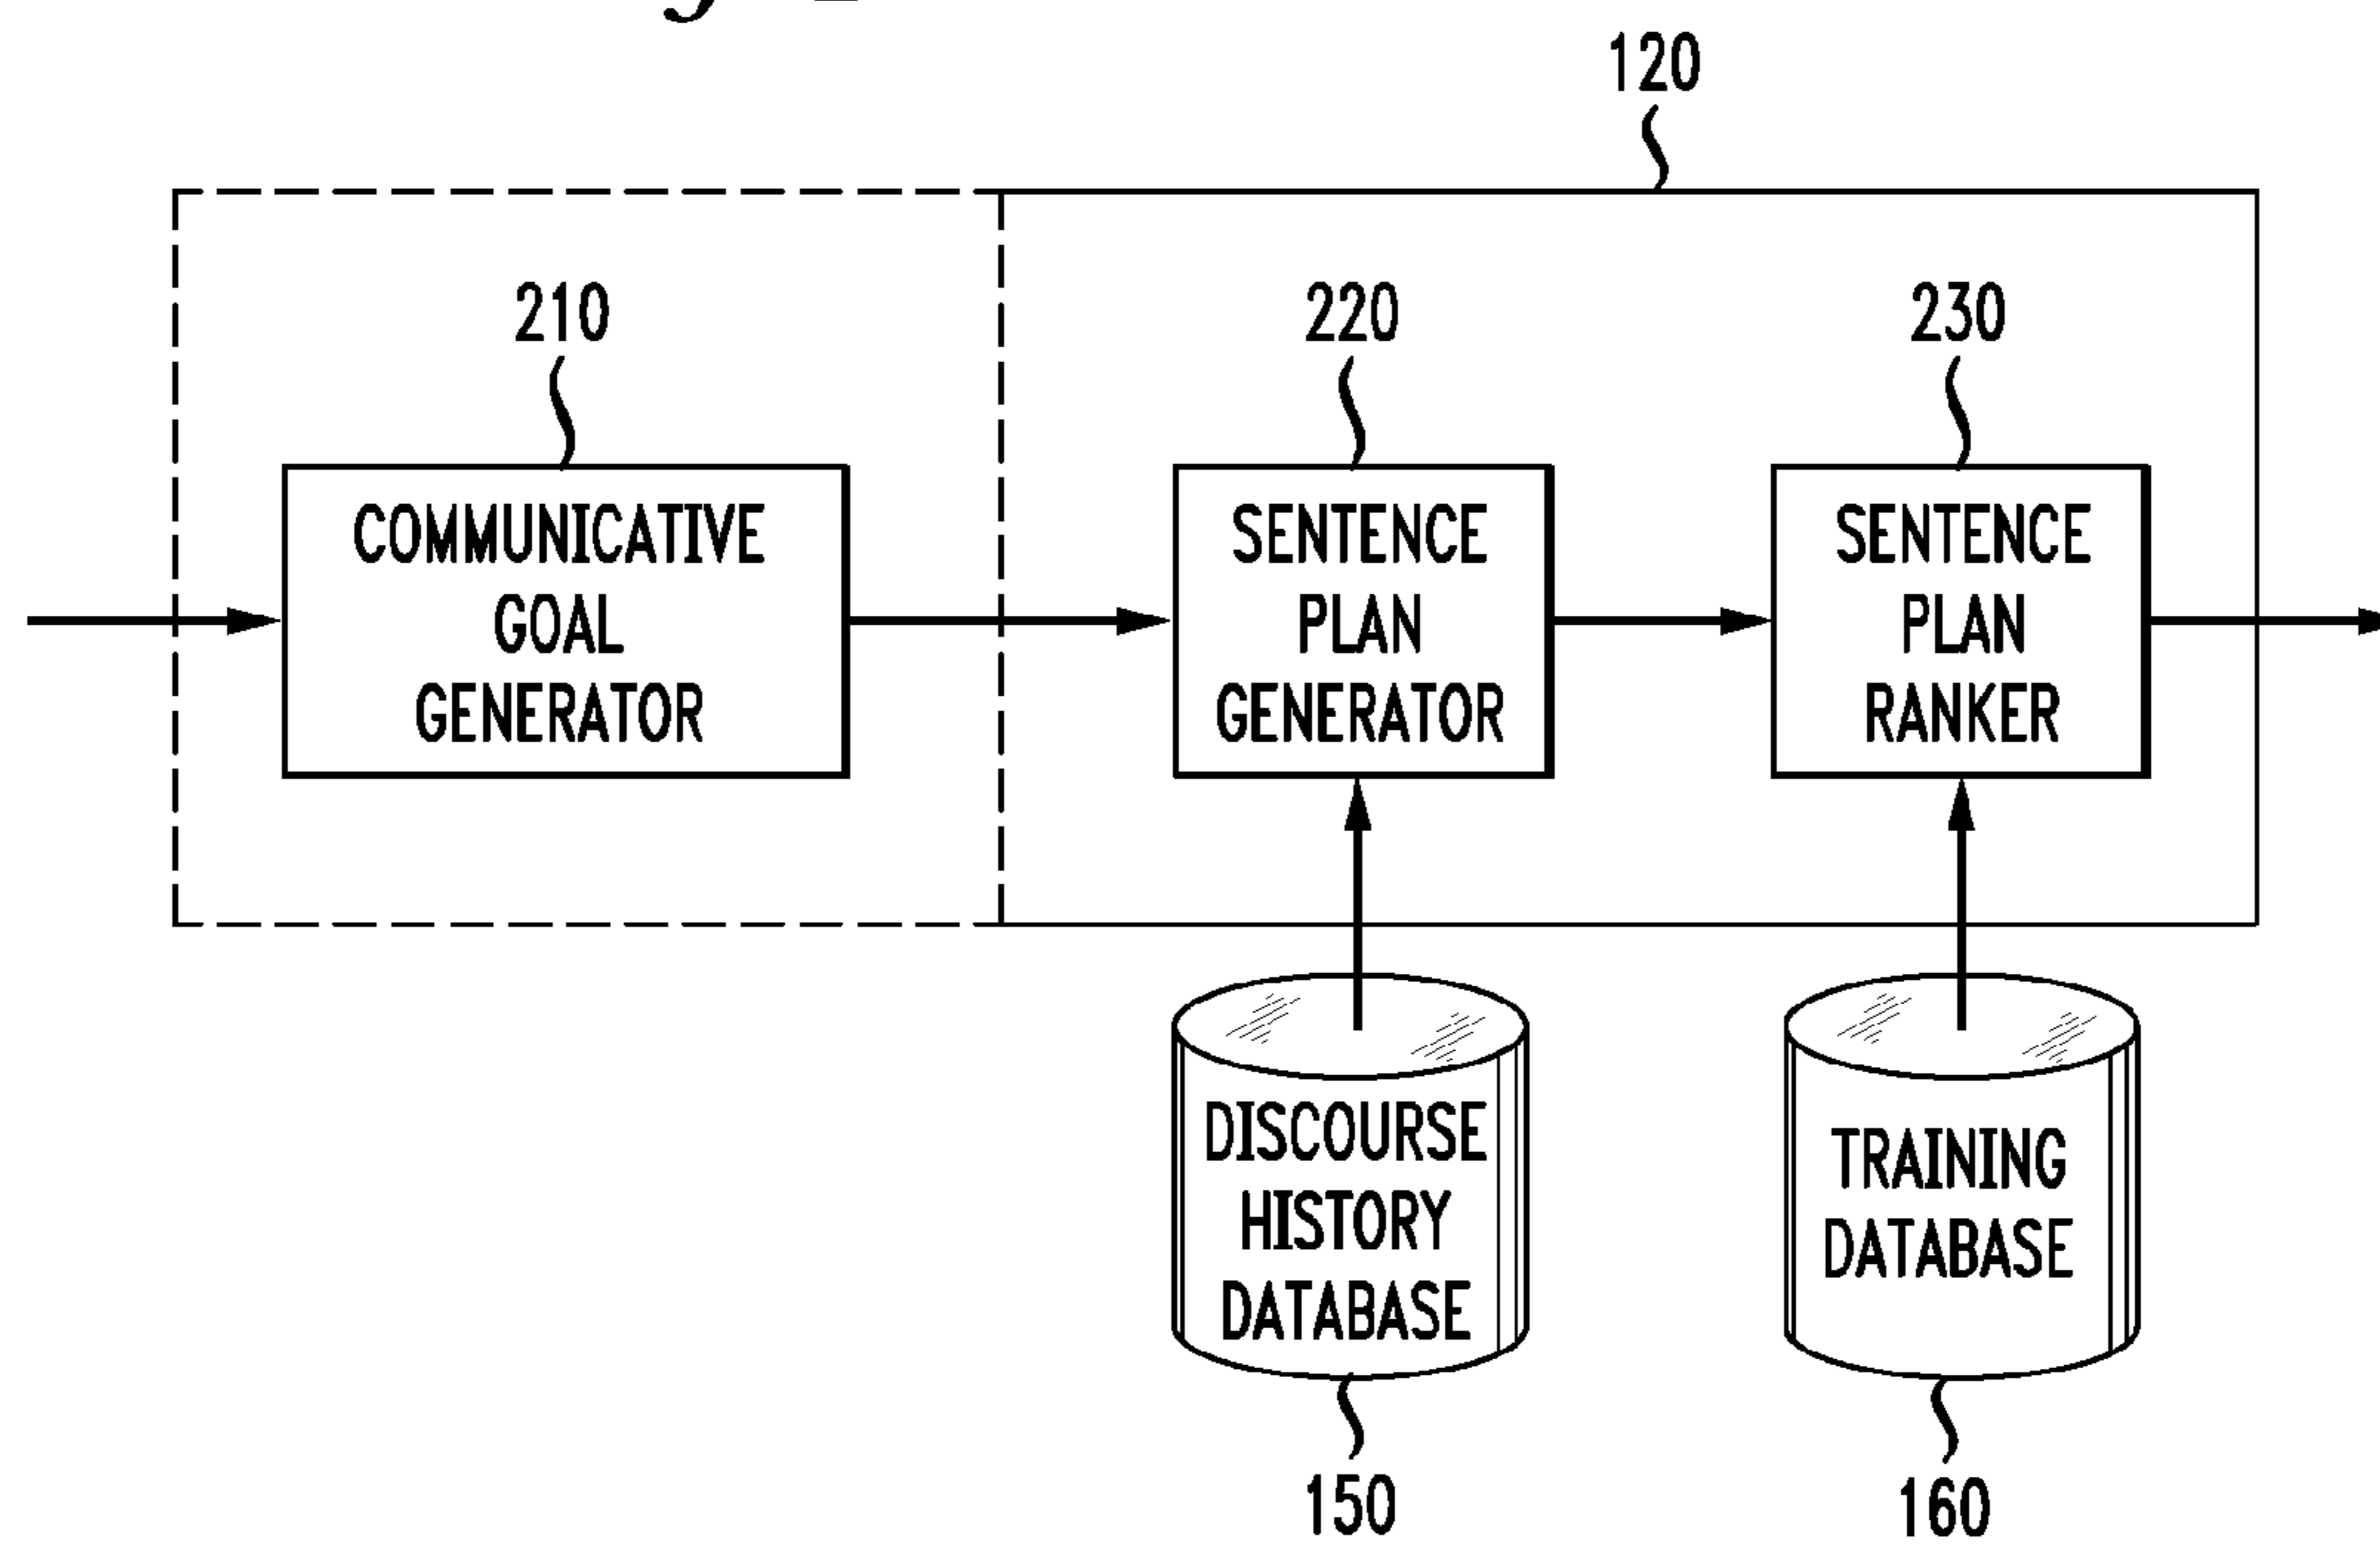 120
210
220
230
COMMUNICATIVE
GOAL
GENERATOR
SENTENCE
PLAN
GENERATOR
SENTENCE
PLAN
RANKER
DISCOURSE
HISTORY
DATABASE
TRAINING
DATABASE
150
160